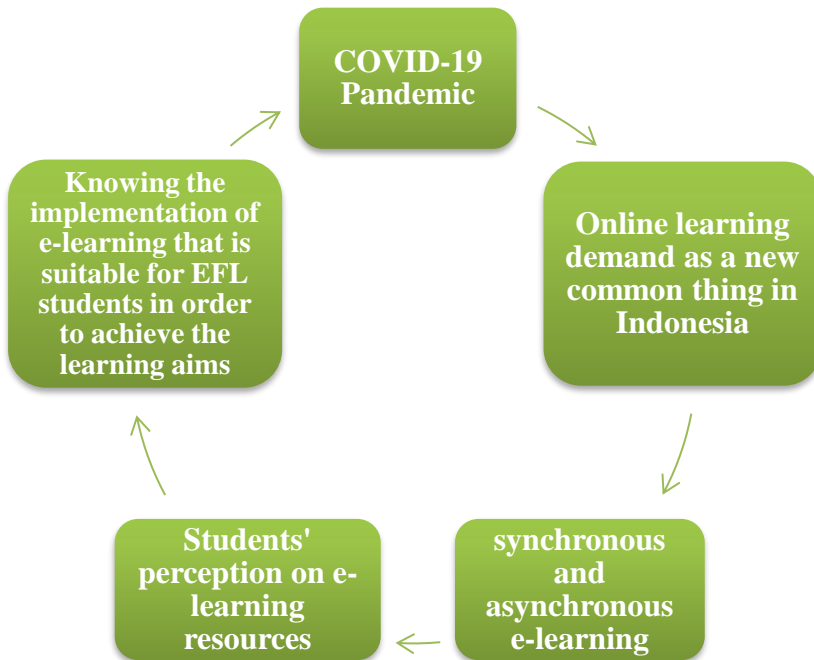 COVID-19
Pandemic
Online learning
demand as a new
common thing in
Indonesia
synchronous
and
asynchronous
e-learning
Students'
perception on e-
learning
resources
Knowing the
implementation of
e-learning that is
suitable for EFL
students in order
to achieve the
learning aims